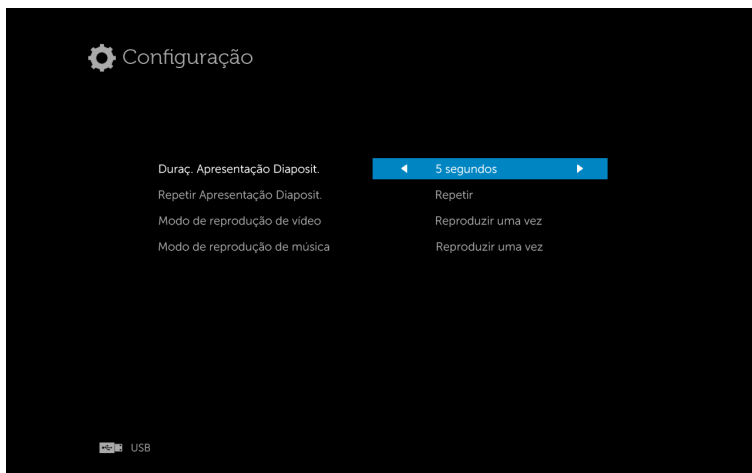 Configuração
Duraç. Apresentação Diaposit. 5 segundos
Repetir Apresentação Diaposit. Repetir
Modo de reprodução de vídeo Reproduzir uma vez
Modo de reprodução de música Reproduzir uma vez
USB